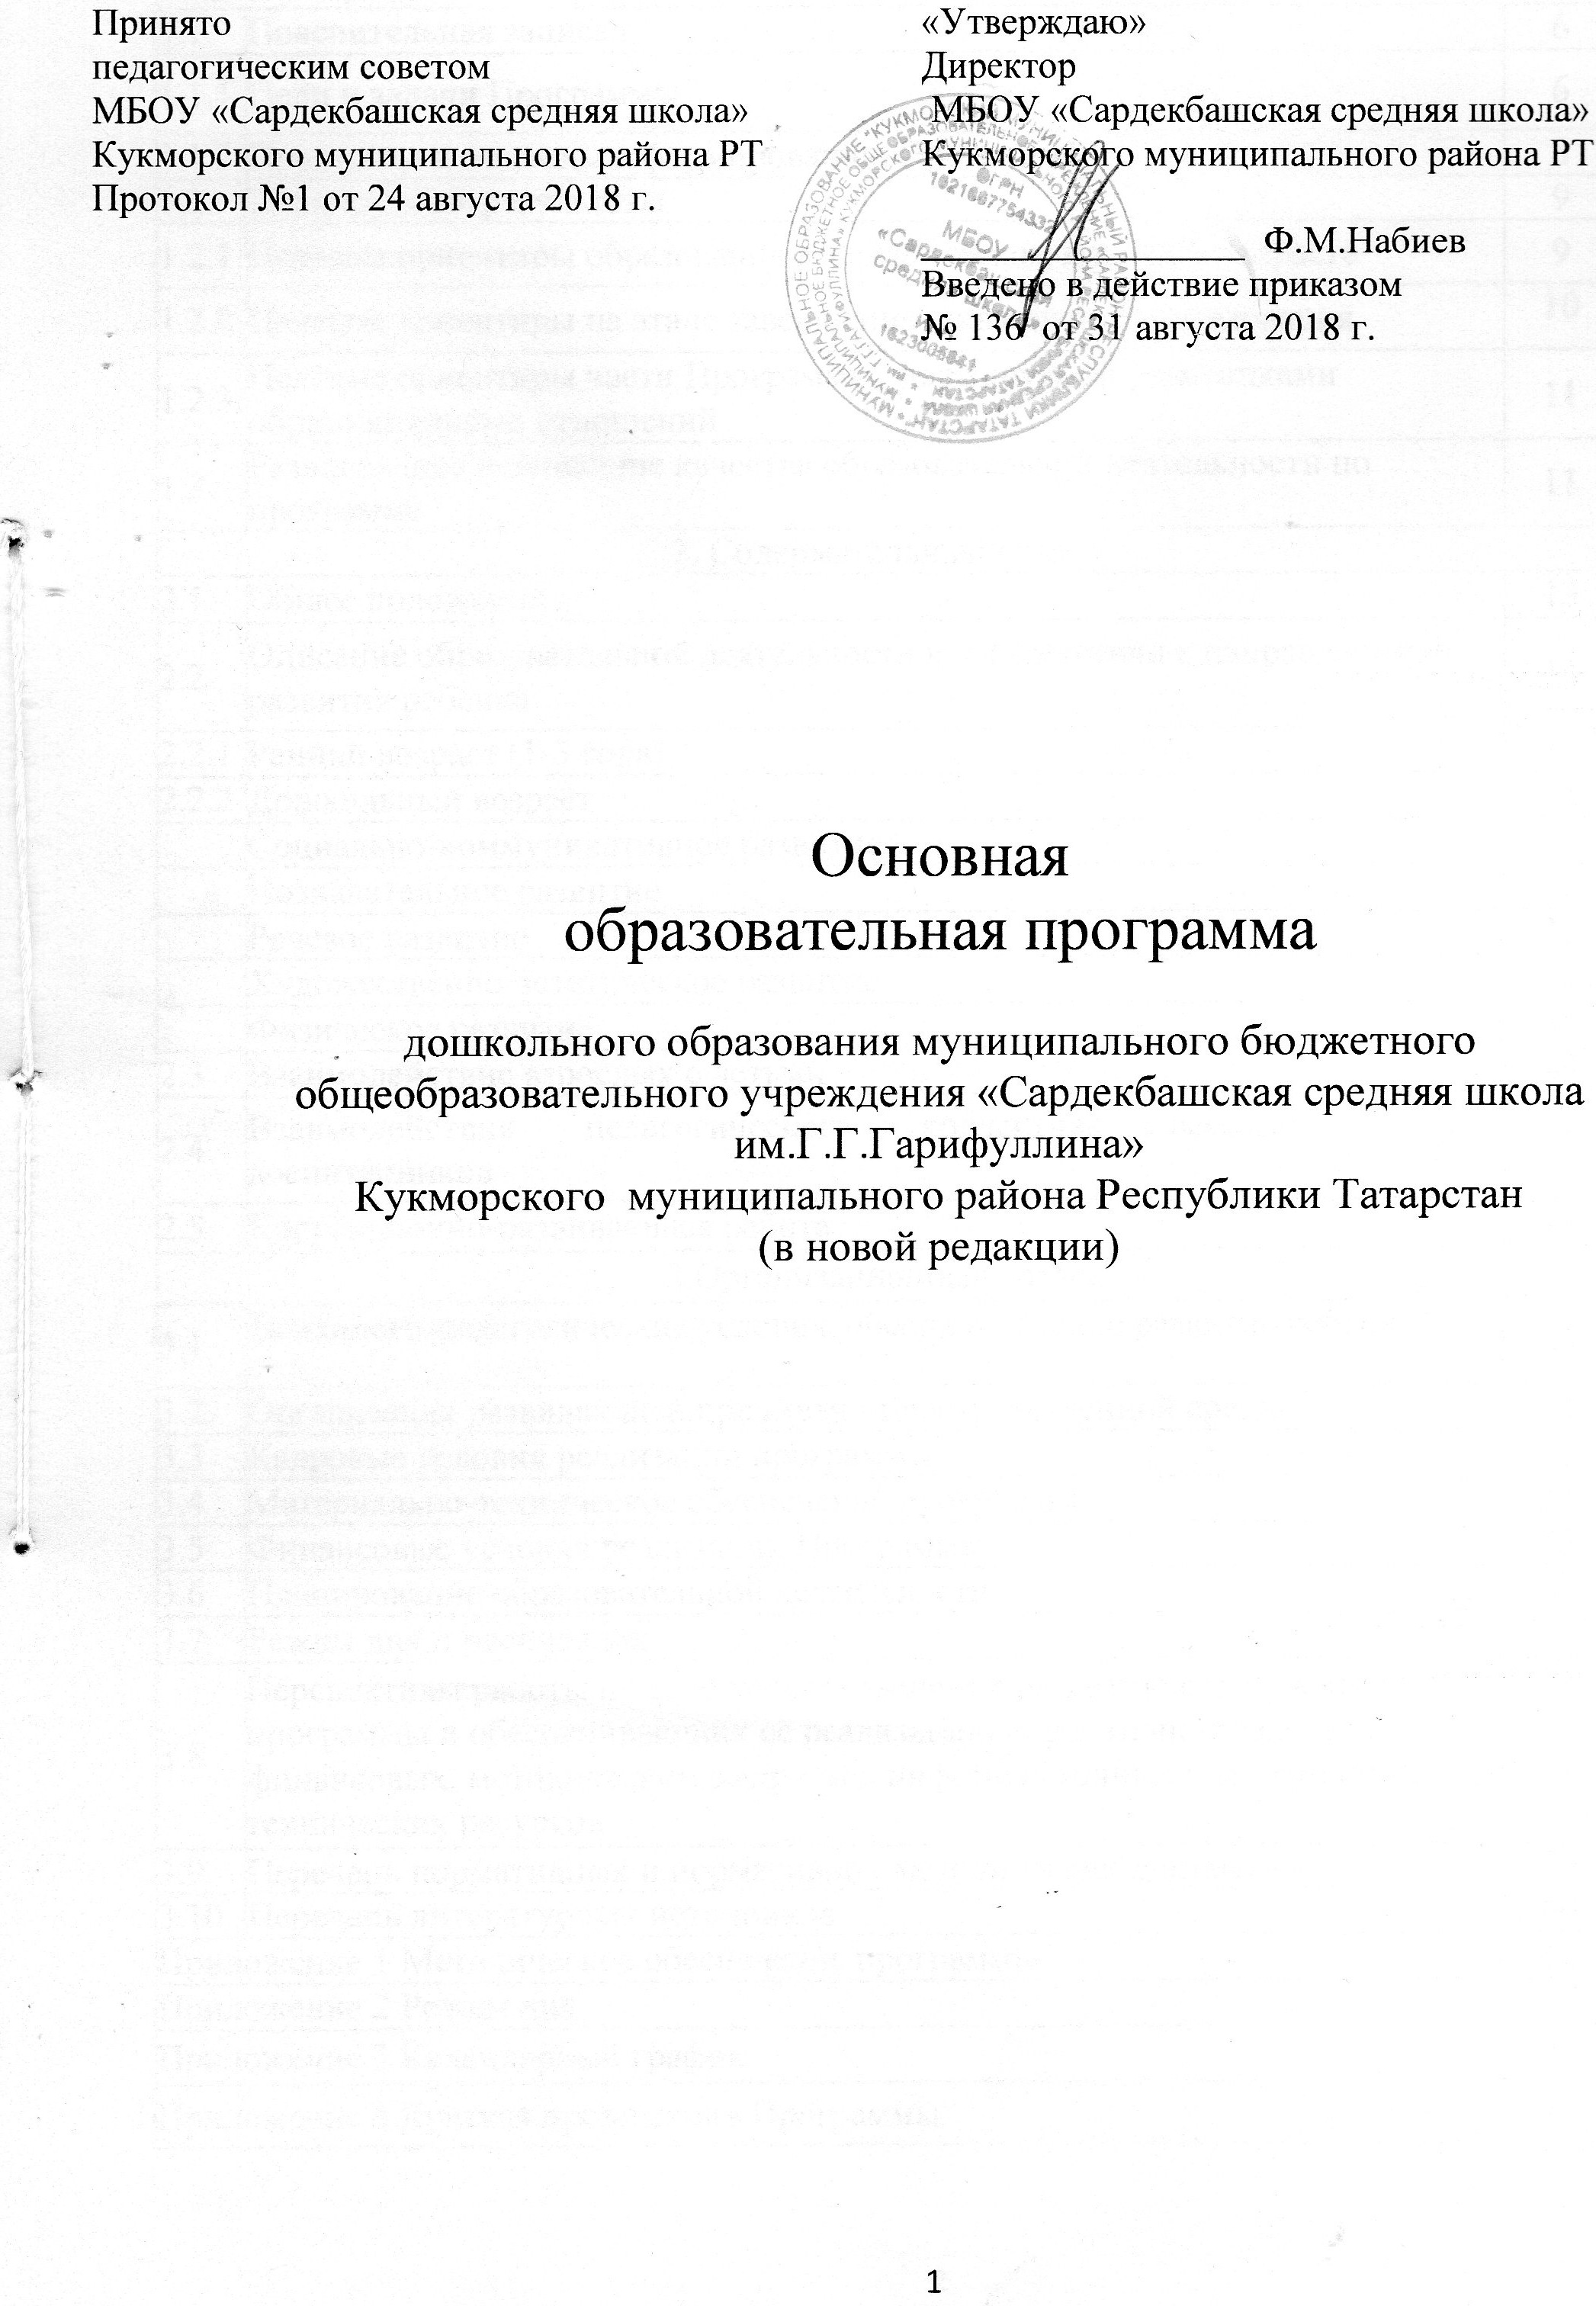 Принято
педагогическим советом
МБОУ «Сардекбашская средняя школа»
Кукморского муниципального района РТ
Протокол №1 от 24 августа 2018 г.
«Утверждаю»
Директор
МБОУ «Сардекбашская средняя школа»
Кукморского муниципального района РТ
Ф.М.Набиев
Введено в действие приказом
№ 136 от 31 августа 2018 г.
ОГРН
МБОУ
Основная
образовательная программа
дошкольного образования муниципального бюджетного
общеобразовательного учреждения «Сардекбашская средняя школа
им.Г.Г.Гарифуллина»
Кукморского муниципального района Республики Татарстан
(в новой редакции)
1